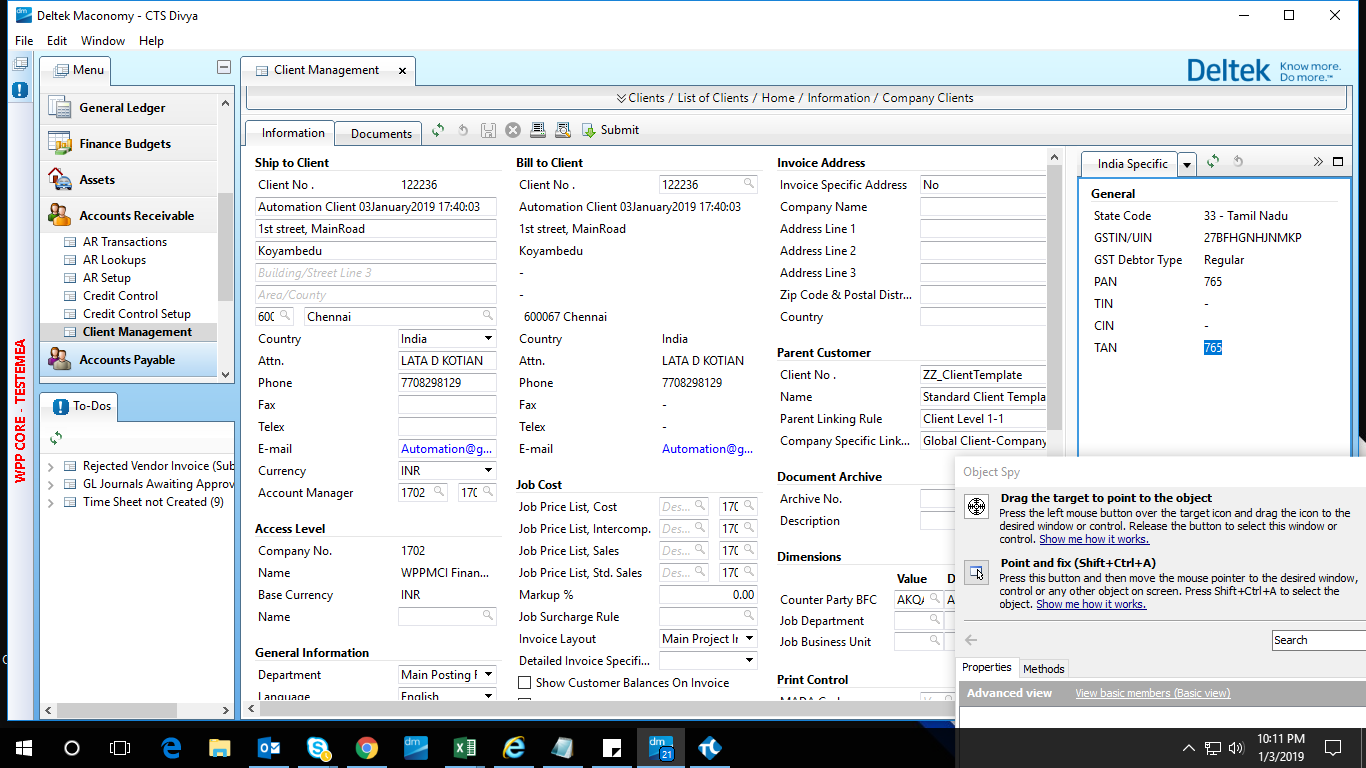 Deltek Maconomy - CTS Divya
File Edit Window Help
Menu
General Ledger
Finance Budgets
Assets
Accounts Receivable
AR Transactions
AR Lookups
AR Setup
Credit Control
Credit Control Setup
Client Management
Accounts Payable
WPP CORE - TESTEMEA
To-Dos
Rejected Vendor Invoice (Sub
GL Journals Awaiting Approv
Time Sheet not Created (9)
Client Management
Deltek Know more. Do more.™
Clients / List of Clients / Home / Information / Company Clients
Information Documents Submit
Ship to Client
Client No . 122236
Automation Client 03January2019 17:40:03
1st street, MainRoad
Koyambedu
Building/Street Line 3
Area/County
600 Chennai
Country India
Attn. LATA D KOTIAN
Phone 7708298129
Fax
Telex
E-mail Automation@g...
Currency INR
Account Manager 1702 170
Access Level
Company No. 1702
Name WPPMCI Finan...
Base Currency INR
Name
General Information
Department Main Posting F
Language English
Bill to Client
Client No . 122236
Automation Client 03January2019 17:40:03
1st street, MainRoad
Koyambedu
-
-
600067 Chennai
Country India
Attn. LATA D KOTIAN
Phone 7708298129
Fax -
Telex -
E-mail Automation@g...
Job Cost
Job Price List, Cost Des... 170
Job Price List, Intercomp. Des... 170
Job Price List, Sales Des... 170
Job Price List, Std. Sales Des... 170
Markup % 0.00
Job Surcharge Rule
Invoice Layout Main Project Ir
Detailed Invoice Specifi...
Show Customer Balances On Invoice
Invoice Address
Invoice Specific Address No
Company Name
Address Line 1
Address Line 2
Address Line 3
Zip Code & Postal Distr...
Country
Parent Customer
Client No . ZZ_ClientTemplate
Name Standard Client Templa
Parent Linking Rule Client Level 1-1
Company Specific Link... Global Client-Company
Document Archive
Archive No.
Description
Dimensions
Value D
Counter Party BFC AKQA A
Job Department
Job Business Unit
Print Control
India Specific
General
State Code 33 - Tamil Nadu
GSTIN/UIN 27BFHGNHJNMKP
GST Debtor Type Regular
PAN 765
TIN -
CIN -
TAN 765
Object Spy
Drag the target to point to the object
Press the left mouse button over the target icon and drag the icon to the
desired window or control. Release the button to select this window or
control. Show me how it works.
Point and fix (Shift+Ctrl+A)
Press this button and then move the mouse pointer to the desired window,
control or any other object on screen. Press Shift+Ctrl+A to select the
object. Show me how it works.
Search
Properties Methods
Advanced view View basic members (Basic view)
dm 21
10:11 PM
1/3/2019